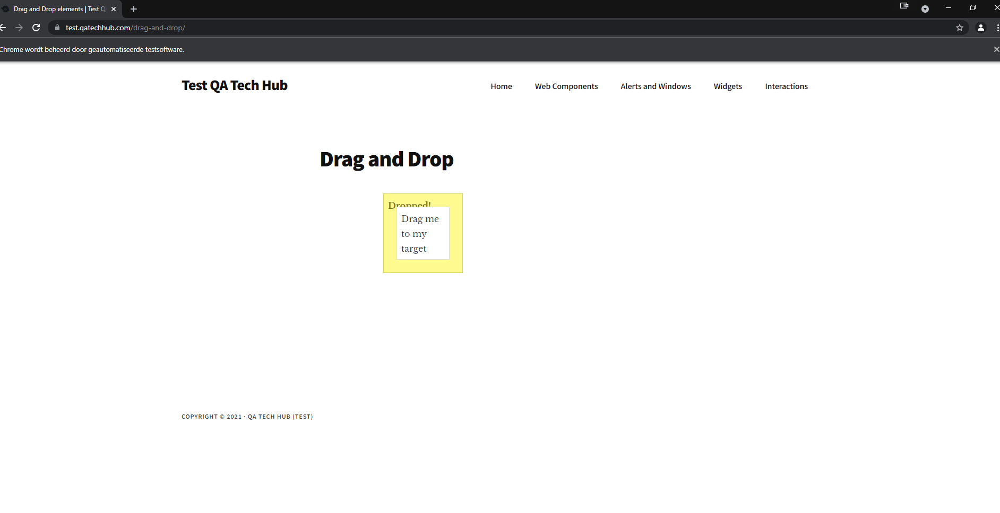 Drag and Drop elements | Test Q
test.qatechhub.com/drag-and-drop/
Chrome wordt beheerd door geautomatiseerde testsoftware.
Test QA Tech Hub
Home
Web Components
Alerts and Windows
Widgets
Interactions
Drag and Drop
Dropped!
Drag me
to my
target
COPYRIGHT © 2021 · QA TECH HUB (TEST)